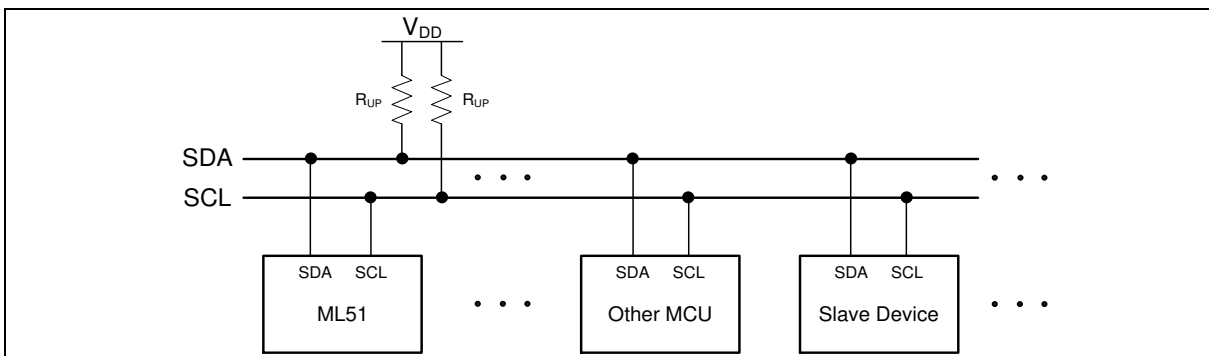 VDD
RUP RUP
SDA
SCL
SDA SCL SDA SCL SDA SCL
ML51 Other MCU Slave Device